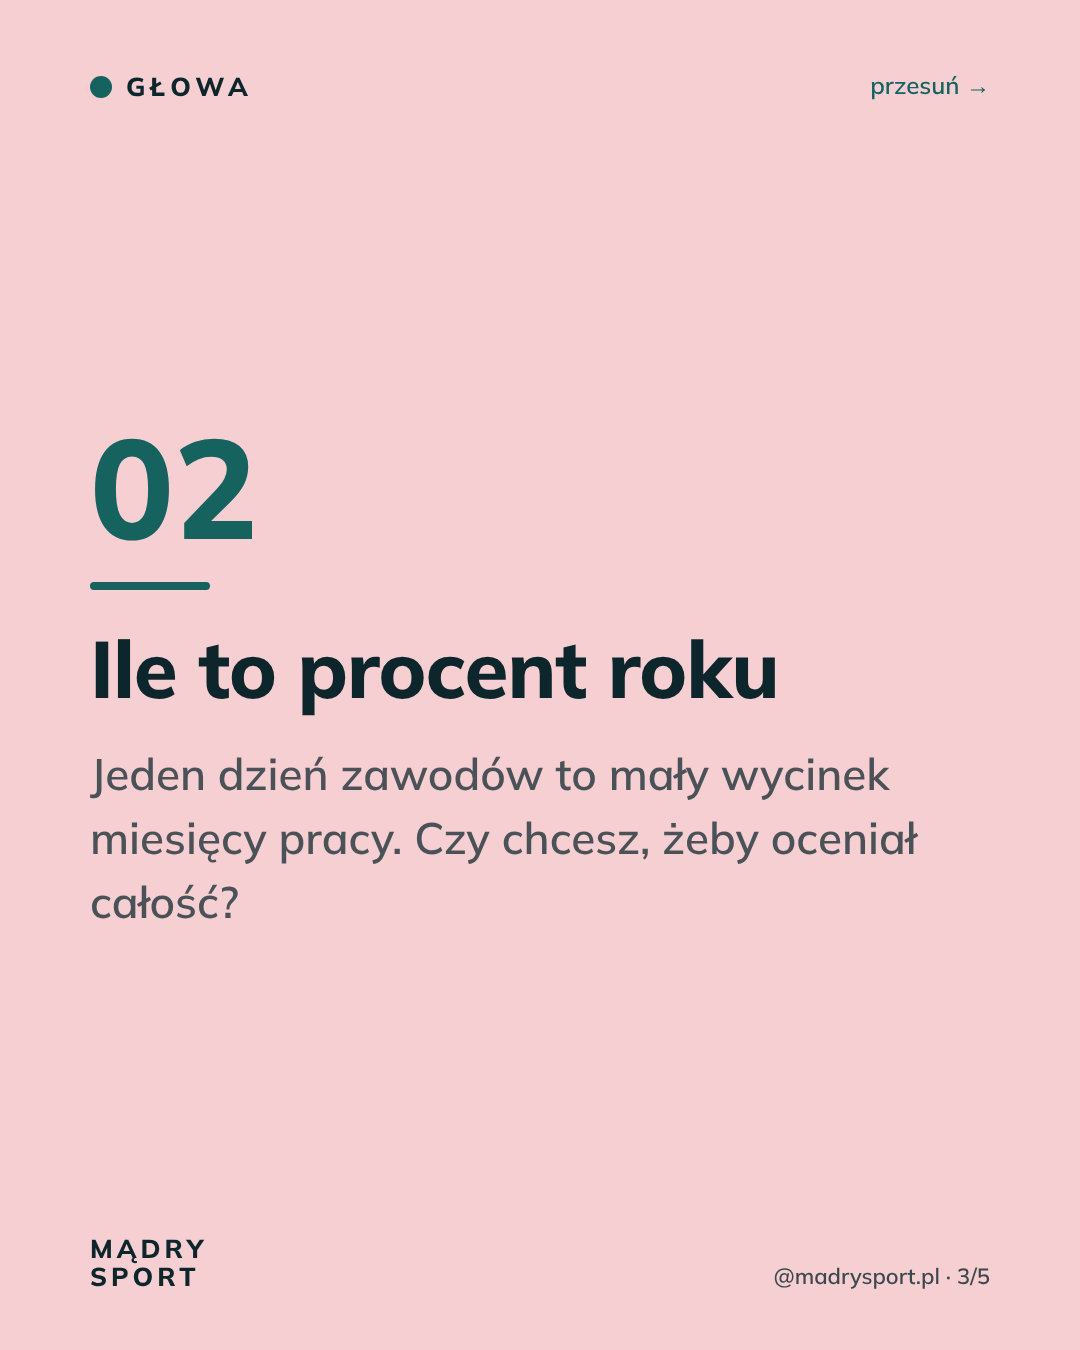 GŁOWA
przesuń →
02
Ile to procent roku
Jeden dzień zawodów to mały wycinek
miesięcy pracy. Czy chcesz, żeby oceniał
całość?
MĄDRY
SPORT
@madrysport.pl · 3/5